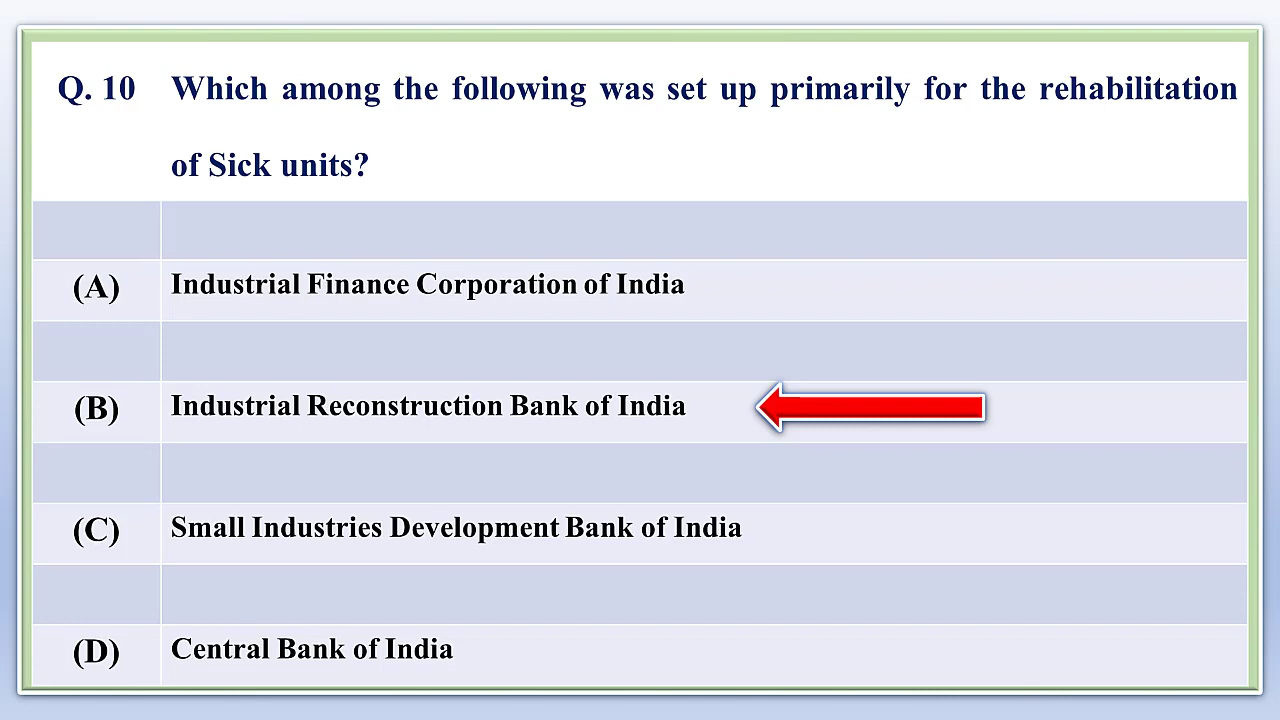 Q. 10 Which among the following was set up primarily for the rehabilitation
of Sick units?
(A) Industrial Finance Corporation of India
(B) Industrial Reconstruction Bank of India
(C) Small Industries Development Bank of India
(D) Central Bank of India